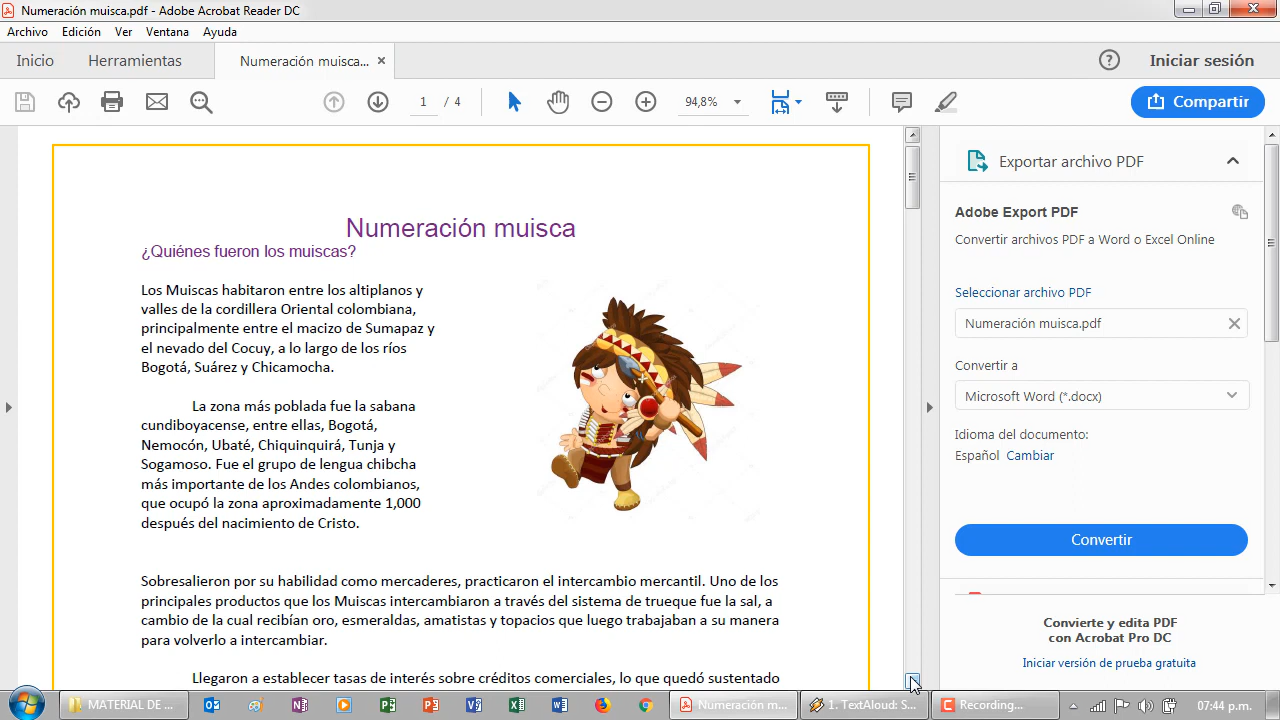 Numeración muisca.pdf - Adobe Acrobat Reader DC
Archivo Edición Ver Ventana Ayuda
Inicio Herramientas Numeración muisca... Iniciar sesión
1 / 4 94,8% Compartir
Numeración muisca
¿Quiénes fueron los muiscas?
Los Muiscas habitaron entre los altiplanos y
valles de la cordillera Oriental colombiana,
principalmente entre el macizo de Sumapaz y
el nevado del Cocuy, a lo largo de los ríos
Bogotá, Suárez y Chicamocha.
La zona más poblada fue la sabana
cundiboyacense, entre ellas, Bogotá,
Nemocón, Ubaté, Chiquinquirá, Tunja y
Sogamoso. Fue el grupo de lengua chibcha
más importante de los Andes colombianos,
que ocupó la zona aproximadamente 1,000
después del nacimiento de Cristo.
Sobresalieron por su habilidad como mercaderes, practicaron el intercambio mercantil. Uno de los
principales productos que los Muiscas intercambiaron a través del sistema de trueque fue la sal, a
cambio de la cual recibían oro, esmeraldas, amatistas y topacios que luego trabajaban a su manera
para volverlo a intercambiar.
Llegaron a establecer tasas de interés sobre créditos comerciales, lo que quedó sustentado
Exportar archivo PDF
Adobe Export PDF
Convertir archivos PDF a Word o Excel Online
Seleccionar archivo PDF
Numeración muisca.pdf
Convertir a
Microsoft Word (*.docx)
Idioma del documento:
Español Cambiar
Convertir
Convierte y edita PDF
con Acrobat Pro DC
Iniciar versión de prueba gratuita
MATERIAL DE ... Numeración m... 1. TextAloud: S... Recording... 07:44 p.m.